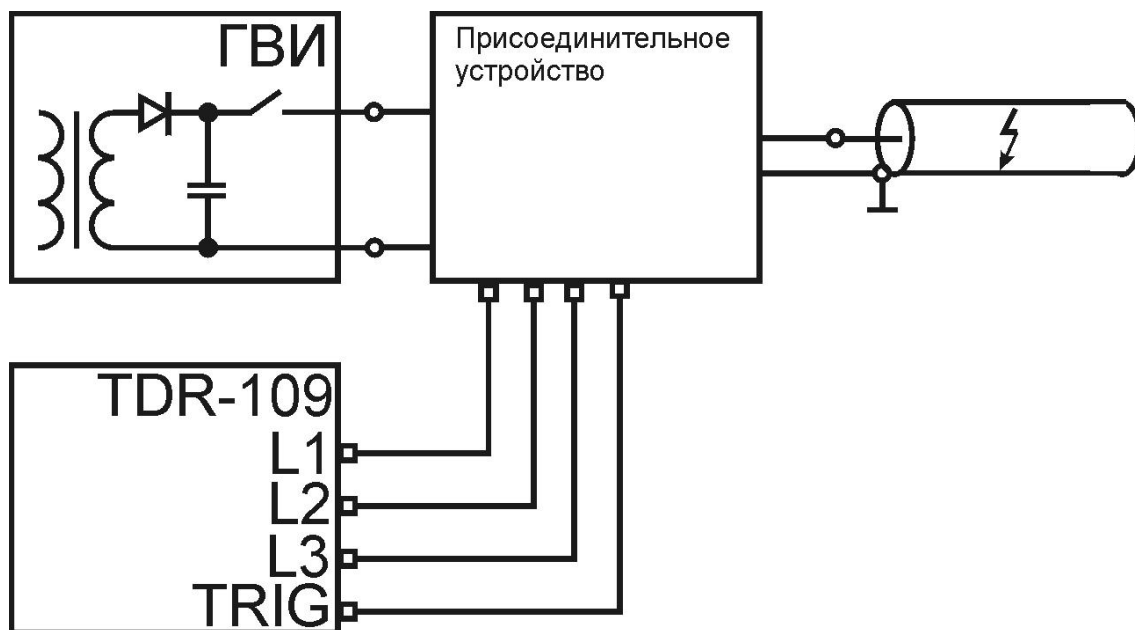 ГВИ
Присоединительное
устройство
TDR-109
L1
L2
L3
TRIG